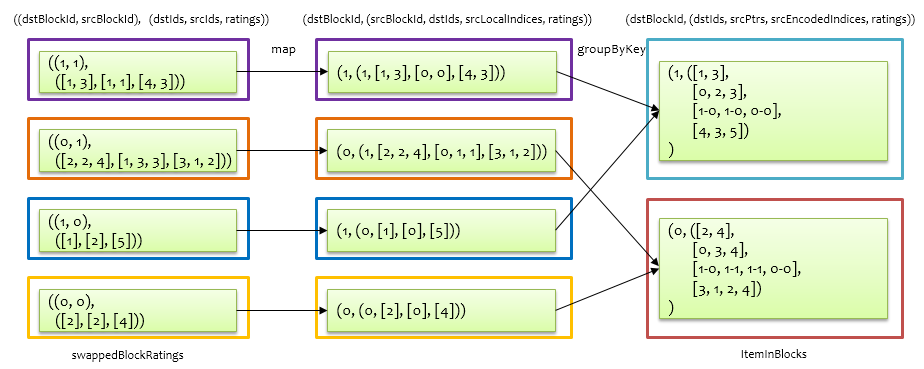 ((dstBlockId, srcBlockId), (dstIds, srcIds, ratings))
(dstBlockId, (srcBlockId, dstIds, srcLocalIndices, ratings))
(dstBlockId, (dstIds, srcPtrs, srcEncodedIndices, ratings))
map
groupByKey
((1, 1),
([1, 3], [1, 1], [4, 3]))
(1, (1, [1, 3], [0, 0], [4, 3]))
((0, 1),
([2, 2, 4], [1, 3, 3], [3, 1, 2]))
(0, (1, [2, 2, 4], [0, 1, 1], [3, 1, 2]))
((1, 0),
([1], [2], [5]))
(1, (0, [1], [0], [5]))
((0, 0),
([2], [2], [4]))
(0, (0, [2], [0], [4]))
(1, ([1, 3],
[0, 2, 3],
[1-0, 1-0, 0-0],
[4, 3, 5])
)
(0, ([2, 4],
[0, 3, 4],
[1-0, 1-1, 1-1, 0-0],
[3, 1, 2, 4])
)
swappedBlockRatings
ItemInBlocks